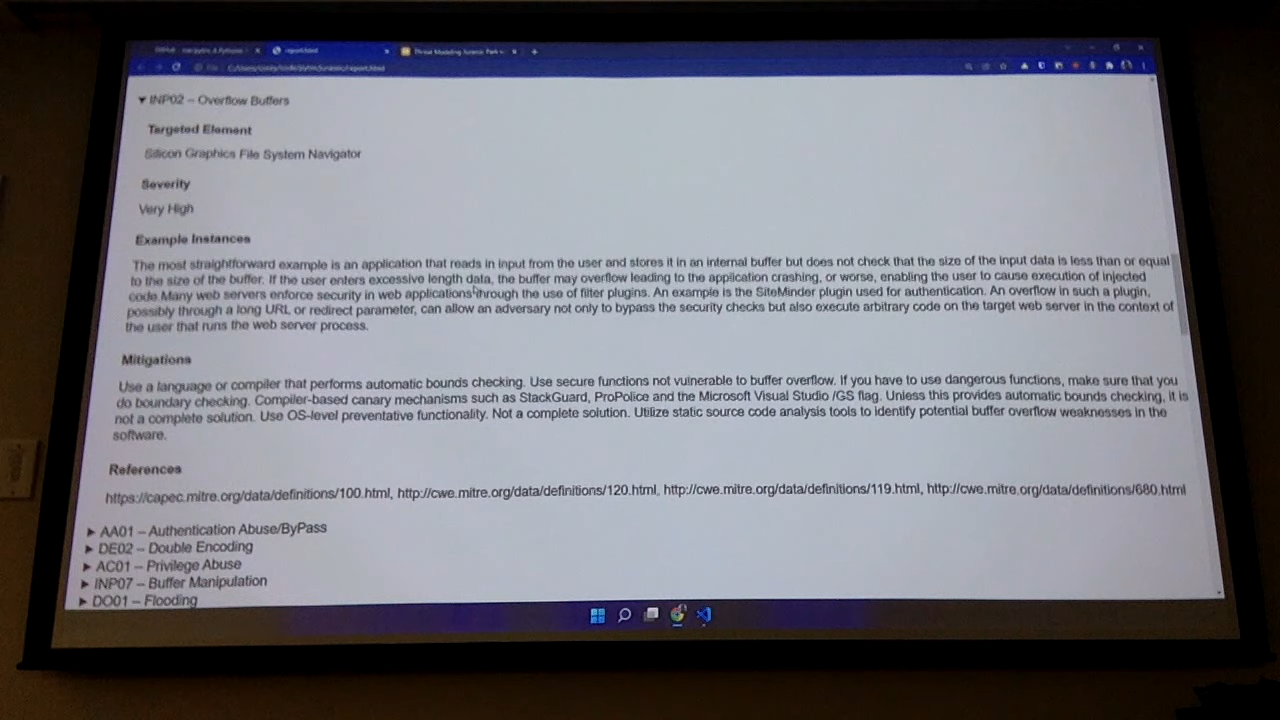 report.html
Threat Modeling Jurassic Park
▼ INP02 – Overflow Buffers
Targeted Element
Silicon Graphics File System Navigator
Severity
Very High
Example Instances
The most straightforward example is an application that reads in input from the user and stores it in an internal buffer but does not check that the size of the input data is less than or equal
to the size of the buffer. If the user enters excessive length data, the buffer may overflow leading to the application crashing, or worse, enabling the user to cause execution of injected
code.Many web servers enforce security in web applications through the use of filter plugins. An example is the SiteMinder plugin used for authentication. An overflow in such a plugin,
possibly through a long URL or redirect parameter, can allow an adversary not only to bypass the security checks but also execute arbitrary code on the target web server in the context of
the user that runs the web server process.
Mitigations
Use a language or compiler that performs automatic bounds checking. Use secure functions not vulnerable to buffer overflow. If you have to use dangerous functions, make sure that you
do boundary checking. Compiler-based canary mechanisms such as StackGuard, ProPolice and the Microsoft Visual Studio /GS flag. Unless this provides automatic bounds checking, it is
not a complete solution. Use OS-level preventative functionality. Not a complete solution. Utilize static source code analysis tools to identify potential buffer overflow weaknesses in the
software.
References
https://capec.mitre.org/data/definitions/100.html, http://cwe.mitre.org/data/definitions/120.html, http://cwe.mitre.org/data/definitions/119.html, http://cwe.mitre.org/data/definitions/680.html
► AA01 – Authentication Abuse/ByPass
► DE02 – Double Encoding
► AC01 – Privilege Abuse
► INP07 – Buffer Manipulation
► DO01 – Flooding